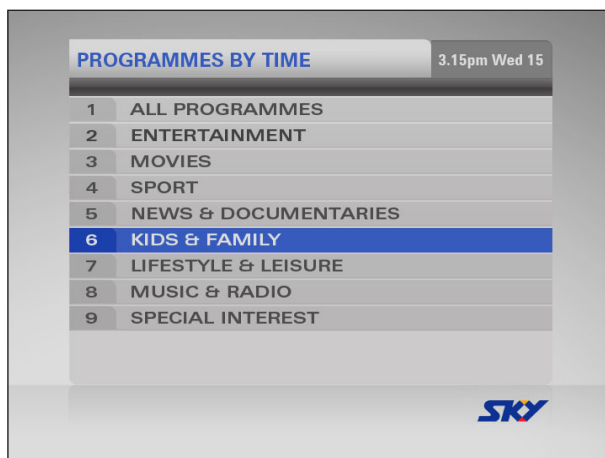 PROGRAMMES BY TIME 3.15pm Wed 15
1 ALL PROGRAMMES
2 ENTERTAINMENT
3 MOVIES
4 SPORT
5 NEWS & DOCUMENTARIES
6 KIDS & FAMILY
7 LIFESTYLE & LEISURE
8 MUSIC & RADIO
9 SPECIAL INTEREST
SKY